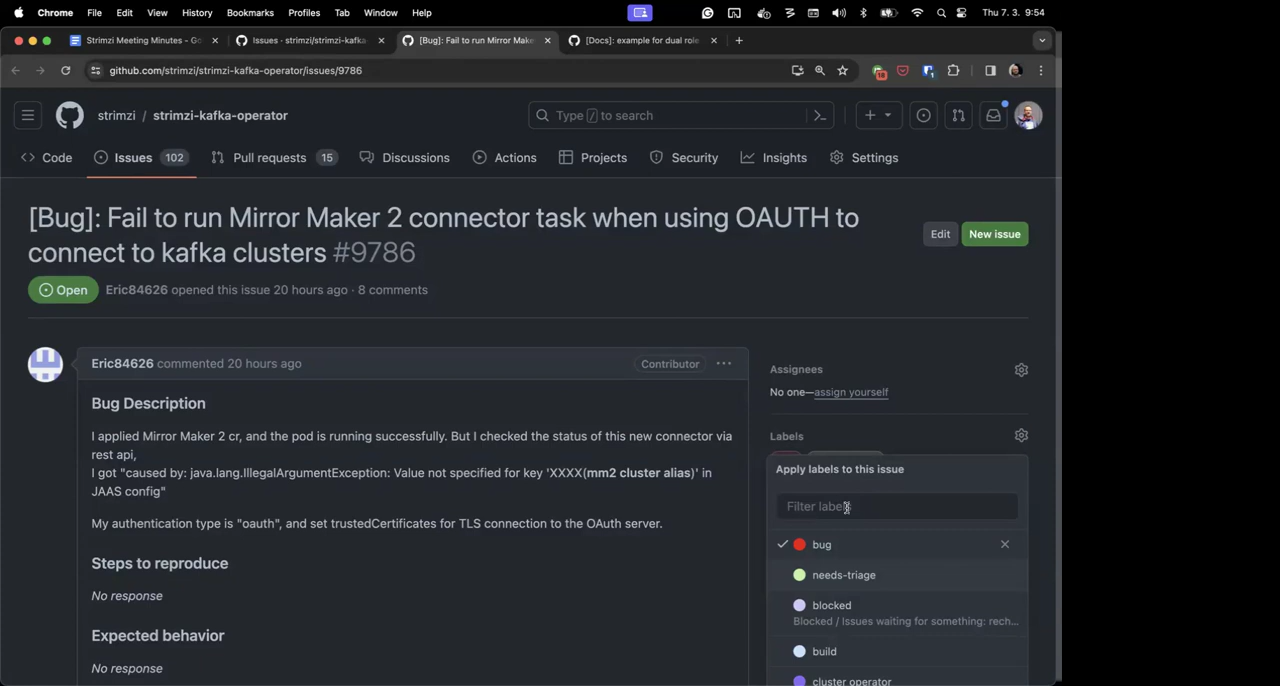 Chrome File Edit View History Bookmarks Profiles Tab Window Help Thu 7. 3. 9:54
Strimzi Meeting Minutes – Go
Issues · strimzi/strimzi-kafka-
[Bug]: Fail to run Mirror Make
[Docs]: example for dual role
github.com/strimzi/strimzi-kafka-operator/issues/9786
strimzi / strimzi-kafka-operator
Type / to search
Code Issues 102 Pull requests 15 Discussions Actions Projects Security Insights Settings
[Bug]: Fail to run Mirror Maker 2 connector task when using OAUTH to
connect to kafka clusters #9786
Edit New issue
Open Eric84626 opened this issue 20 hours ago · 8 comments
Eric84626 commented 20 hours ago Contributor
Bug Description
I applied Mirror Maker 2 cr, and the pod is running successfully. But I checked the status of this new connector via
rest api,
I got "caused by: java.lang.IllegalArgumentException: Value not specified for key 'XXXX(mm2 cluster alias)' in
JAAS config"
My authentication type is "oauth", and set trustedCertificates for TLS connection to the OAuth server.
Steps to reproduce
No response
Expected behavior
No response
Assignees
No one—assign yourself
Labels
Apply labels to this issue
Filter labels
bug
needs-triage
blocked
Blocked / Issues waiting for something: rech...
build
cluster operator